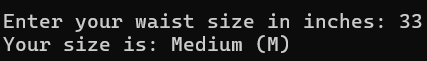 Enter your waist size in inches: 33
Your size is: Medium (M)